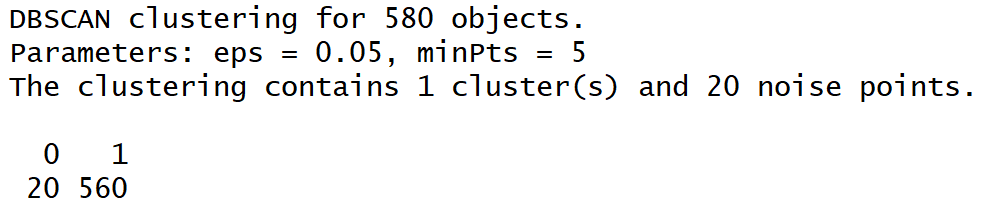 DBSCAN clustering for 580 objects.
Parameters: eps = 0.05, minPts = 5
The clustering contains 1 cluster(s) and 20 noise points.
0 1
20 560